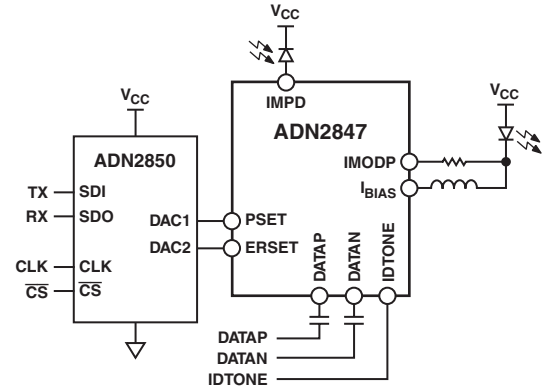 VCC
IMPD
VCC
ADN2847
VCC
ADN2850
IMODP
IBIAS
TX SDI
RX SDO
DAC1 PSET
DAC2 ERSET
CLK CLK
CS CS
DATAP
DATAN
IDTONE
DATAP
DATAN
IDTONE